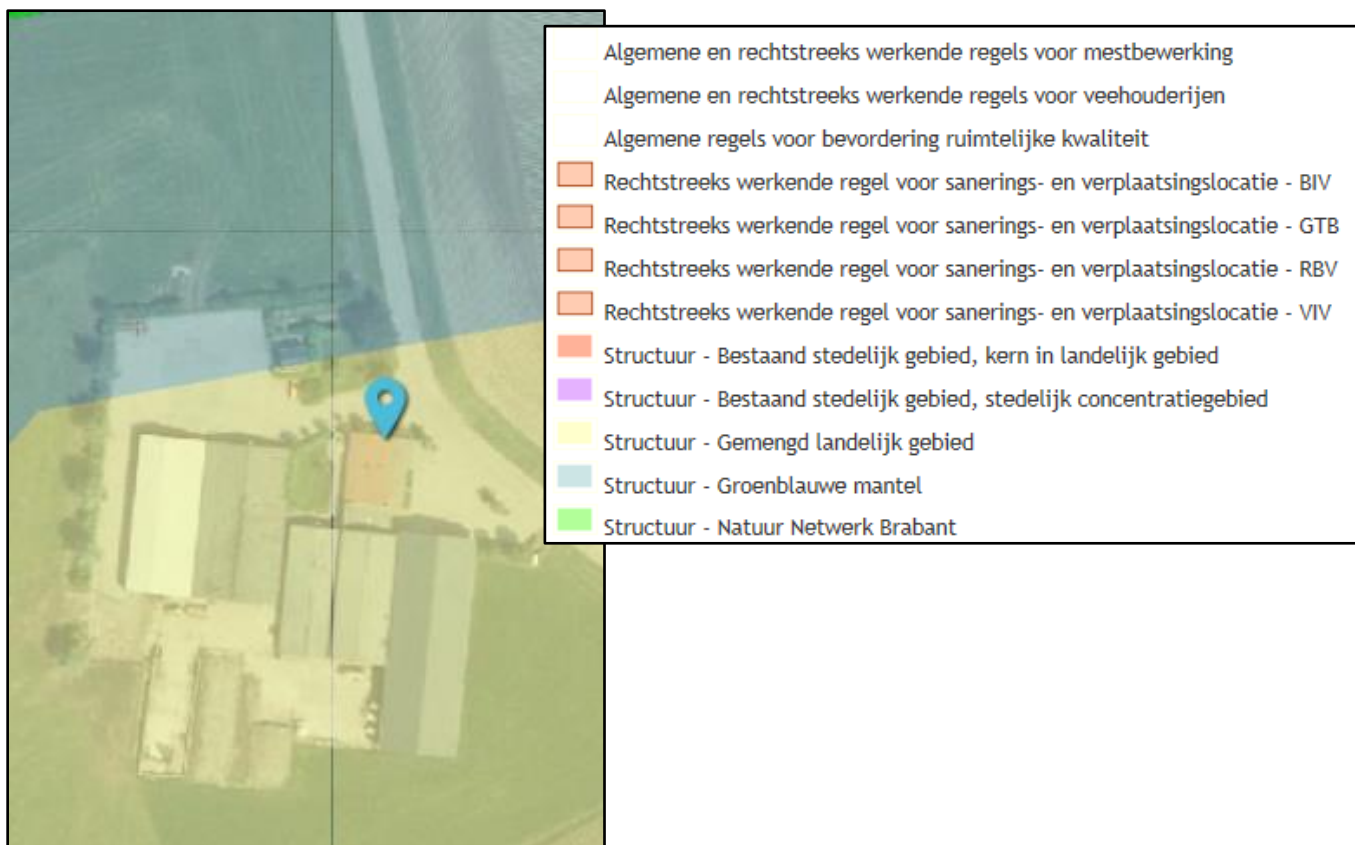 Algemene en rechtstreeks werkende regels voor mestbewerking
Algemene en rechtstreeks werkende regels voor veehouderijen
Algemene regels voor bevordering ruimtelijke kwaliteit
Rechtstreeks werkende regel voor sanerings- en verplaatsingslocatie - BIV
Rechtstreeks werkende regel voor sanerings- en verplaatsingslocatie - GTB
Rechtstreeks werkende regel voor sanerings- en verplaatsingslocatie - RBV
Rechtstreeks werkende regel voor sanerings- en verplaatsingslocatie - VIV
Structuur - Bestaand stedelijk gebied, kern in landelijk gebied
Structuur - Bestaand stedelijk gebied, stedelijk concentratiegebied
Structuur - Gemengd landelijk gebied
Structuur - Groenblauwe mantel
Structuur - Natuur Netwerk Brabant